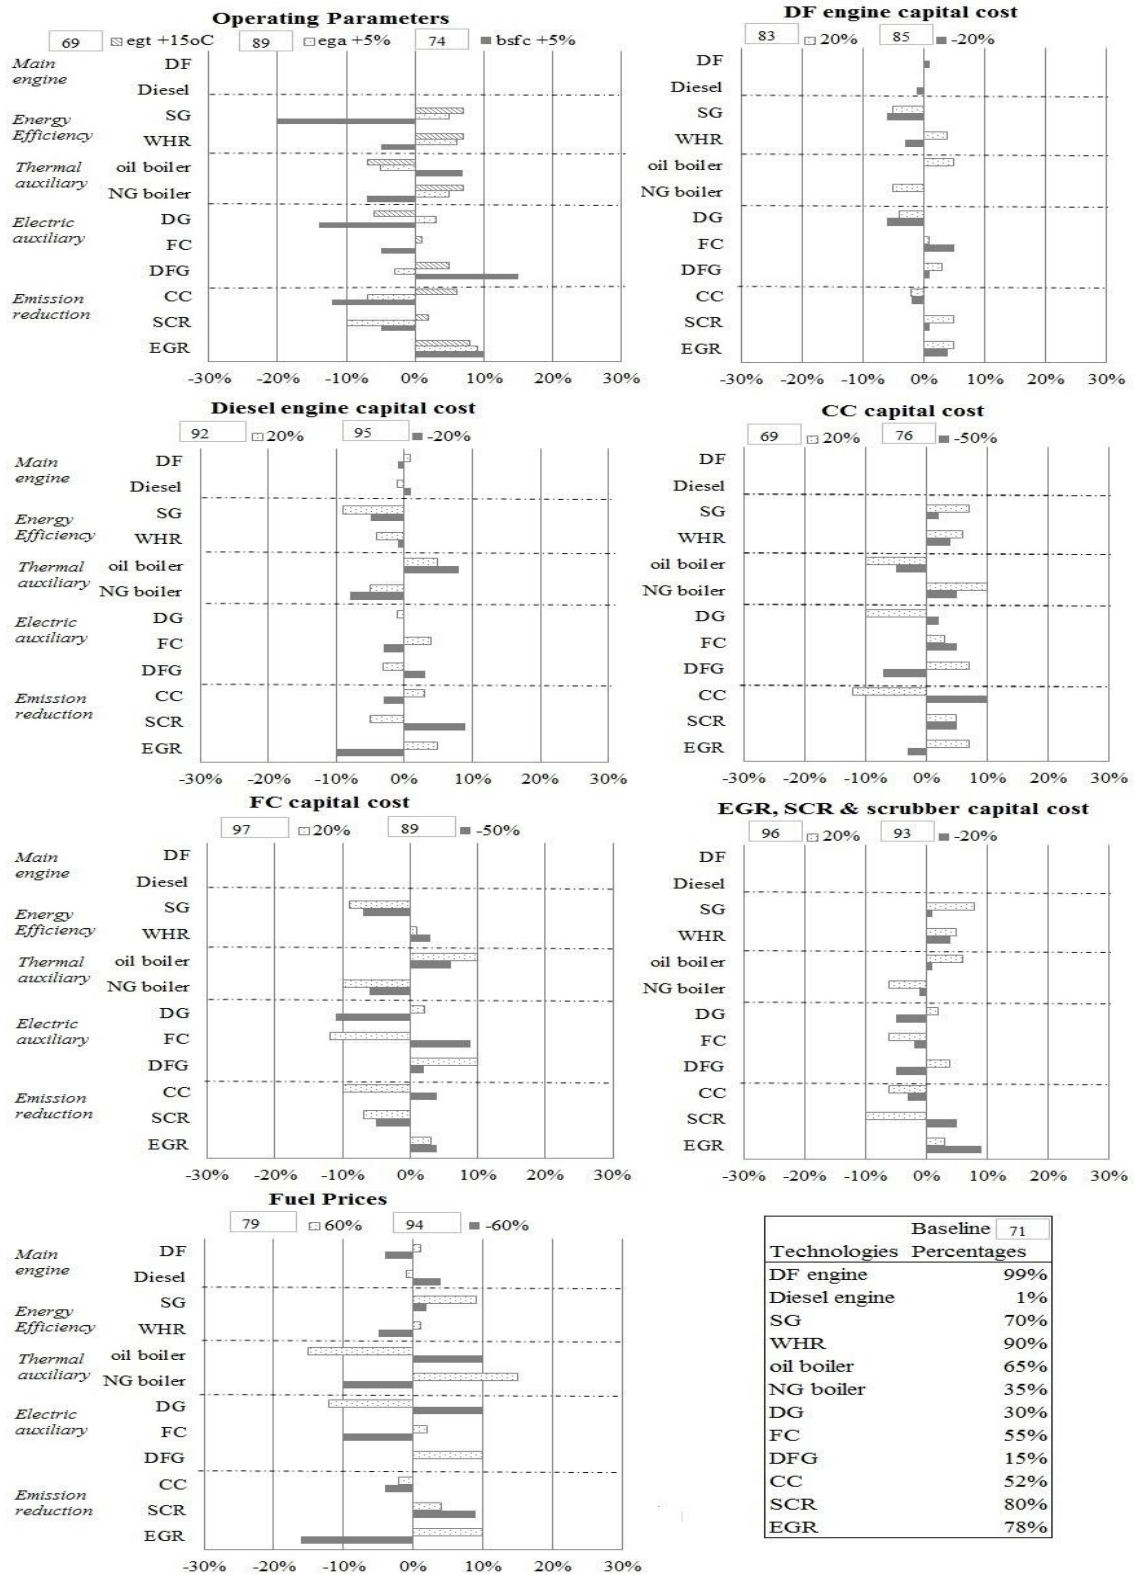 Operating Parameters
69 egt +15oC 89 ega +5% 74 bsfc +5%
Main engine
DF
Diesel
Energy Efficiency
SG
WHR
Thermal auxiliary
oil boiler
NG boiler
Electric auxiliary
DG
FC
DFG
Emission reduction
CC
SCR
EGR
-30% -20% -10% 0% 10% 20% 30%
DF engine capital cost
83 20% 85 -20%
DF
Diesel
SG
WHR
oil boiler
NG boiler
DG
FC
DFG
CC
SCR
EGR
-30% -20% -10% 0% 10% 20% 30%
Diesel engine capital cost
92 20% 95 -20%
Main engine
DF
Diesel
Energy Efficiency
SG
WHR
Thermal auxiliary
oil boiler
NG boiler
Electric auxiliary
DG
FC
DFG
Emission reduction
CC
SCR
EGR
-30% -20% -10% 0% 10% 20% 30%
CC capital cost
69 20% 76 -50%
DF
Diesel
SG
WHR
oil boiler
NG boiler
DG
FC
DFG
CC
SCR
EGR
-30% -20% -10% 0% 10% 20% 30%
FC capital cost
97 20% 89 -50%
Main engine
DF
Diesel
Energy Efficiency
SG
WHR
Thermal auxiliary
oil boiler
NG boiler
Electric auxiliary
DG
FC
DFG
Emission reduction
CC
SCR
EGR
-30% -20% -10% 0% 10% 20% 30%
EGR, SCR & scrubber capital cost
96 20% 93 -20%
DF
Diesel
SG
WHR
oil boiler
NG boiler
DG
FC
DFG
CC
SCR
EGR
-30% -20% -10% 0% 10% 20% 30%
Fuel Prices
79 60% 94 -60%
Main engine
DF
Diesel
Energy Efficiency
SG
WHR
Thermal auxiliary
oil boiler
NG boiler
Electric auxiliary
DG
FC
DFG
Emission reduction
CC
SCR
EGR
-30% -20% -10% 0% 10% 20% 30%
Baseline 71
Technologies Percentages
DF engine 99%
Diesel engine 1%
SG 70%
WHR 90%
oil boiler 65%
NG boiler 35%
DG 30%
FC 55%
DFG 15%
CC 52%
SCR 80%
EGR 78%